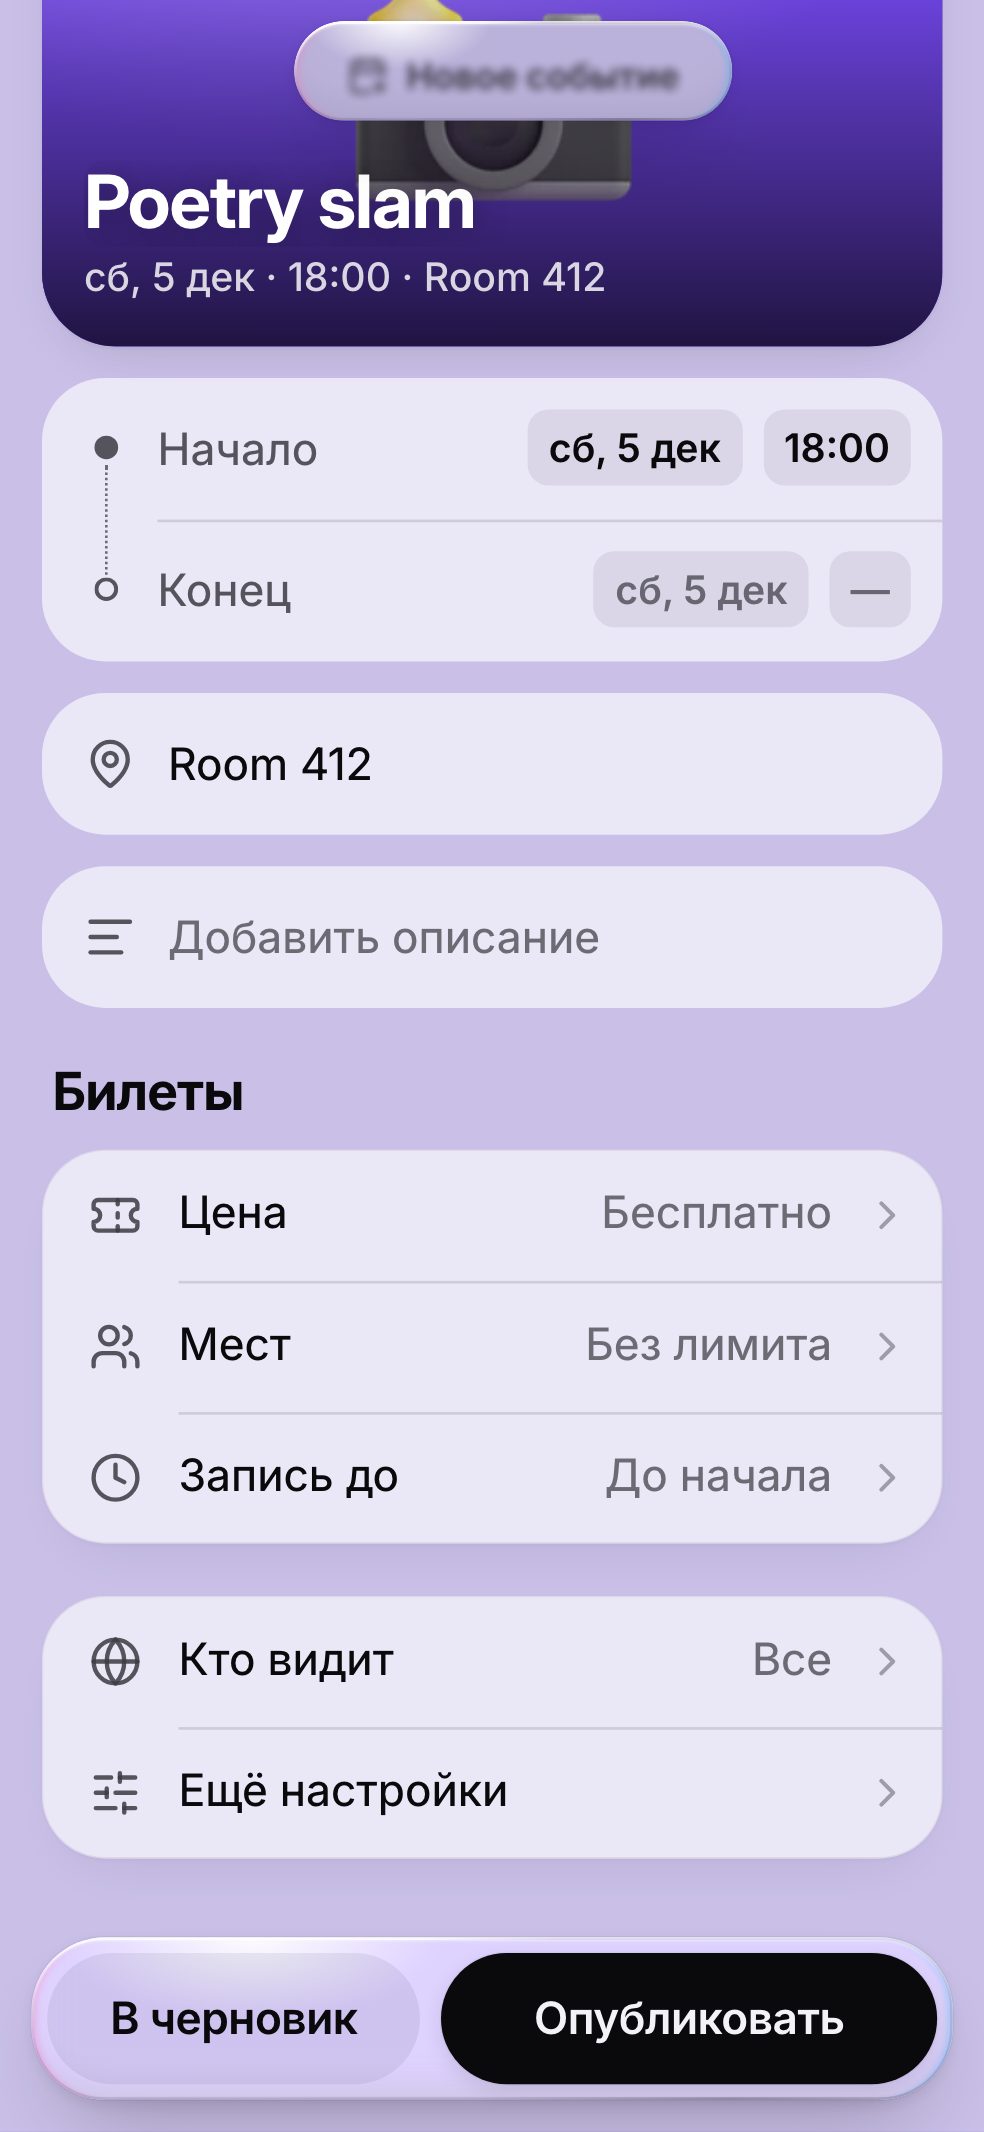 Новое событие
Poetry slam
сб, 5 дек · 18:00 · Room 412
Начало сб, 5 дек 18:00
Конец сб, 5 дек —
Room 412
Добавить описание
Билеты
Цена Бесплатно
Мест Без лимита
Запись до До начала
Кто видит Все
Ещё настройки
В черновик Опубликовать